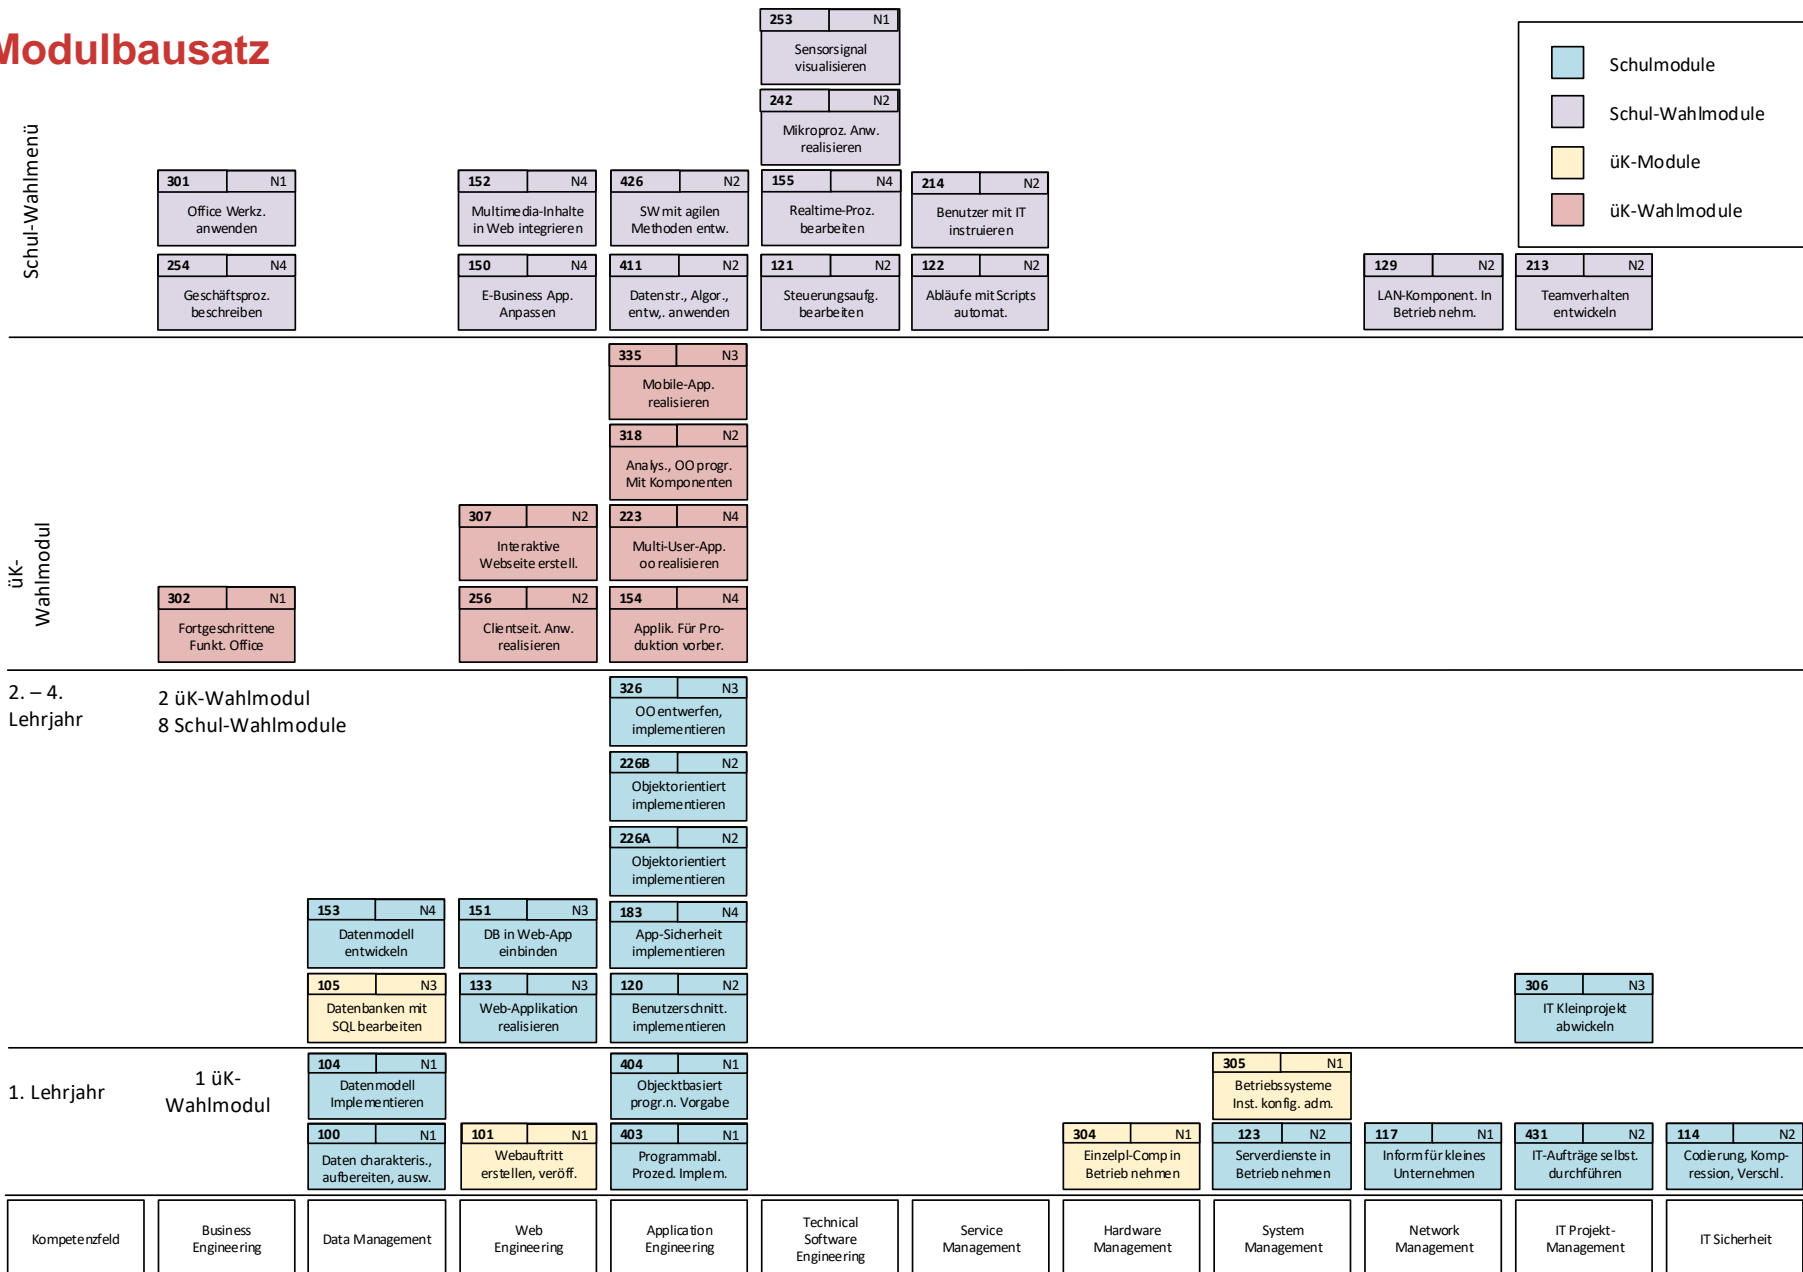 Modulbausatz
Schulmodule
Schul-Wahlmodule
üK-Module
üK-Wahlmodule
Schul-Wahlmenü
253 N1
Sensorsignal
visualisieren
242 N2
Mikroproz. Anw.
realisieren
301 N1
Office Werkz.
anwenden
152 N4
Multimedia-Inhalte
in Web integrieren
426 N2
SW mit agilen
Methoden entw.
155 N4
Realtime-Proz.
bearbeiten
214 N2
Benutzer mit IT
instruieren
254 N4
Geschäftsproz.
beschreiben
150 N4
E-Business App.
Anpassen
411 N2
Datenstr., Algor.,
entw,. anwenden
121 N2
Steuerungsaufg.
bearbeiten
122 N2
Abläufe mit Scripts
automat.
129 N2
LAN-Komponent. In
Betrieb nehm.
213 N2
Teamverhalten
entwickeln
üK-
Wahlmodul
335 N3
Mobile-App.
realisieren
318 N2
Analys., OO progr.
Mit Komponenten
307 N2
Interaktive
Webseite erstell.
223 N4
Multi-User-App.
oo realisieren
302 N1
Fortgeschrittene
Funkt. Office
256 N2
Clientseit. Anw.
realisieren
154 N4
Applik. Für Pro-
duktion vorber.
2. – 4.
Lehrjahr
2 üK-Wahlmodul
8 Schul-Wahlmodule
326 N3
OO entwerfen,
implementieren
226B N2
Objektorientiert
implementieren
226A N2
Objektorientiert
implementieren
153 N4
Datenmodell
entwickeln
151 N3
DB in Web-App
einbinden
183 N4
App-Sicherheit
implementieren
105 N3
Datenbanken mit
SQL bearbeiten
133 N3
Web-Applikation
realisieren
120 N2
Benutzerschnitt.
implementieren
306 N3
IT Kleinprojekt
abwickeln
1. Lehrjahr
1 üK-
Wahlmodul
104 N1
Datenmodell
Implementieren
404 N1
Objecktbasiert
progr.n. Vorgabe
305 N1
Betriebssysteme
Inst. konfig. adm.
100 N1
Daten charakteris.,
aufbereiten, ausw.
101 N1
Webauftritt
erstellen, veröff.
403 N1
Programmabl.
Prozed. Implem.
304 N1
Einzelpl-Comp in
Betrieb nehmen
123 N2
Serverdienste in
Betrieb nehmen
117 N1
Inform für kleines
Unternehmen
431 N2
IT-Aufträge selbst.
durchführen
114 N2
Codierung, Komp-
ression, Verschl.
Kompetenzfeld
Business
Engineering
Data Management
Web
Engineering
Application
Engineering
Technical
Software
Engineering
Service
Management
Hardware
Management
System
Management
Network
Management
IT Projekt-
Management
IT Sicherheit